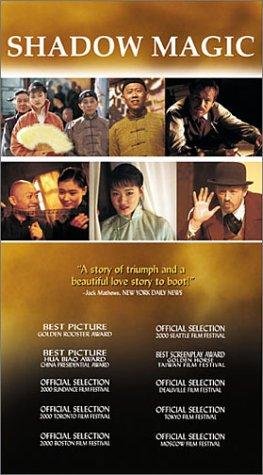 SHADOW MAGIC
"A story of triumph and a
beautiful love story to boot!"
–Jack Mathews, NEW YORK DAILY NEWS
BEST PICTURE
GOLDEN ROOSTER AWARD
OFFICIAL SELECTION
2000 SEATTLE FILM FESTIVAL
BEST PICTURE
HUA BIAO AWARD
CHINA PRESIDENTIAL AWARD
BEST SCREENPLAY AWARD
GOLDEN HORSE
TAIWAN FILM FESTIVAL
OFFICIAL SELECTION
2000 SUNDANCE FILM FESTIVAL
OFFICIAL SELECTION
DEAUVILLE FILM FESTIVAL
OFFICIAL SELECTION
2000 TORONTO FILM FESTIVAL
OFFICIAL SELECTION
TOKYO FILM FESTIVAL
OFFICIAL SELECTION
2000 BOSTON FILM FESTIVAL
OFFICIAL SELECTION
MOSCOW FILM FESTIVAL